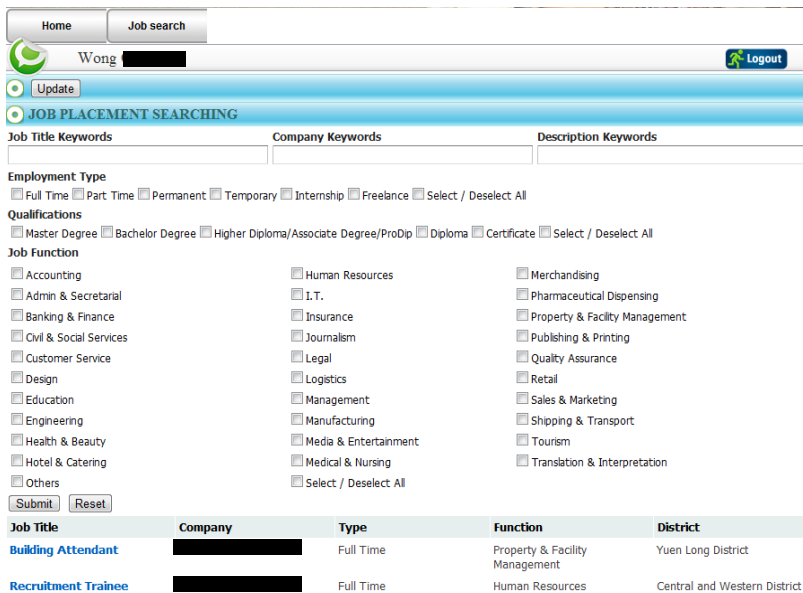 Home Job search
Wong
Logout
Update
JOB PLACEMENT SEARCHING
Job Title Keywords Company Keywords Description Keywords
Employment Type
Full Time Part Time Permanent Temporary Internship Freelance Select / Deselect All
Qualifications
Master Degree Bachelor Degree Higher Diploma/Associate Degree/ProDip Diploma Certificate Select / Deselect All
Job Function
Accounting Human Resources Merchandising
Admin & Secretarial I.T. Pharmaceutical Dispensing
Banking & Finance Insurance Property & Facility Management
Civil & Social Services Journalism Publishing & Printing
Customer Service Legal Quality Assurance
Design Logistics Retail
Education Management Sales & Marketing
Engineering Manufacturing Shipping & Transport
Health & Beauty Media & Entertainment Tourism
Hotel & Catering Medical & Nursing Translation & Interpretation
Others Select / Deselect All
Submit Reset
Job Title Company Type Function District
Building Attendant Full Time Property & Facility Yuen Long District
Management
Recruitment Trainee Full Time Human Resources Central and Western District